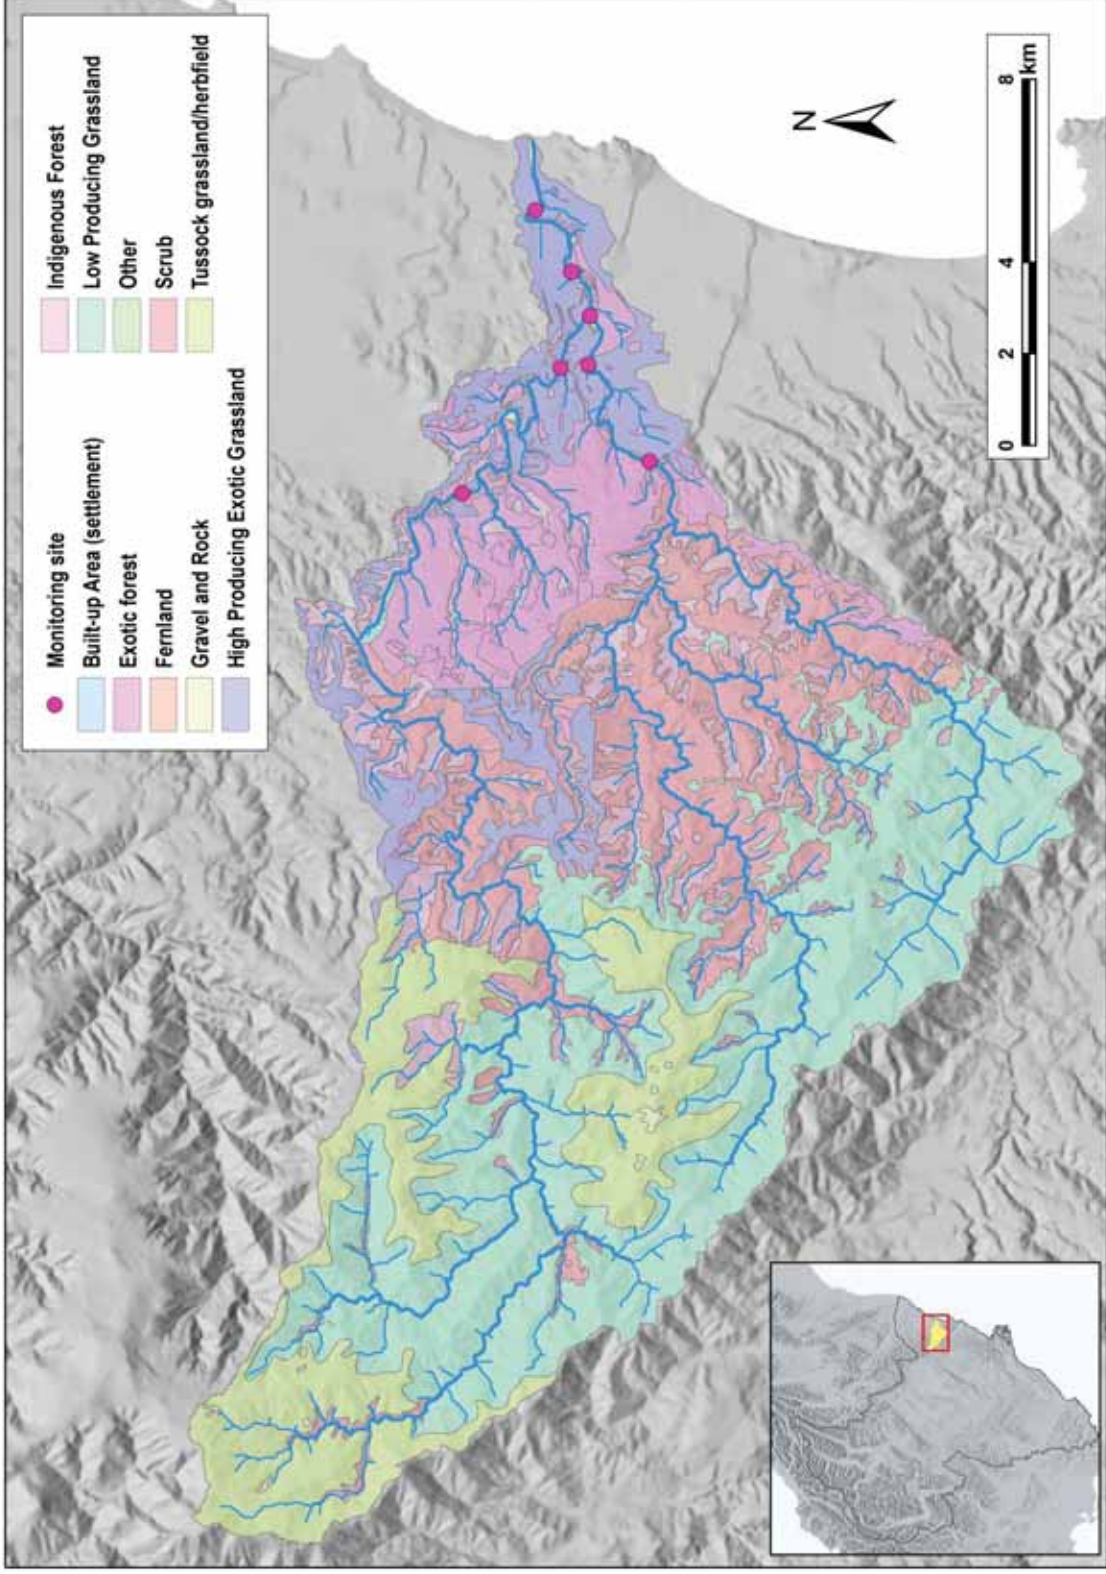 Monitoring site
Built-up Area (settlement)
Exotic forest
Fernland
Gravel and Rock
High Producing Exotic Grassland
Indigenous Forest
Low Producing Grassland
Other
Scrub
Tussock grassland/herbfield
N
0 2 4 8
km